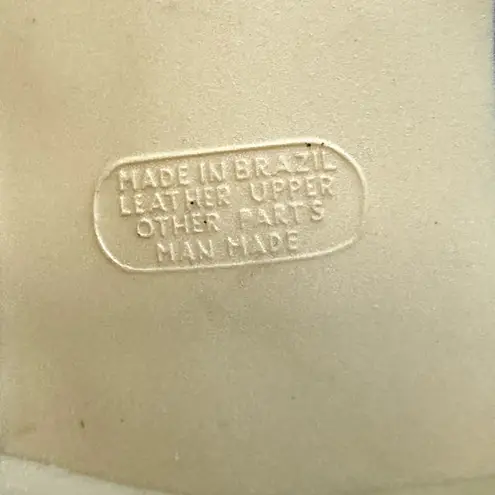 MADE IN BRAZIL
LEATHER UPPER
OTHER PARTS
MAN MADE